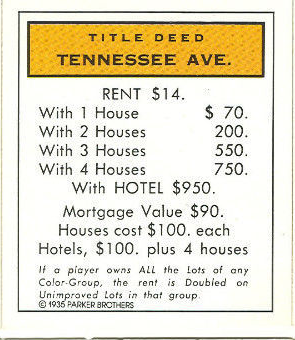 TITLE DEED
TENNESSEE AVE.
RENT $14.
With 1 House $ 70.
With 2 Houses 200.
With 3 Houses 550.
With 4 Houses 750.
With HOTEL $950.
Mortgage Value $90.
Houses cost $100. each
Hotels, $100. plus 4 houses
If a player owns ALL the Lots of any
Color-Group, the rent is Doubled on
Unimproved Lots in that group.
© 1935 PARKER BROTHERS